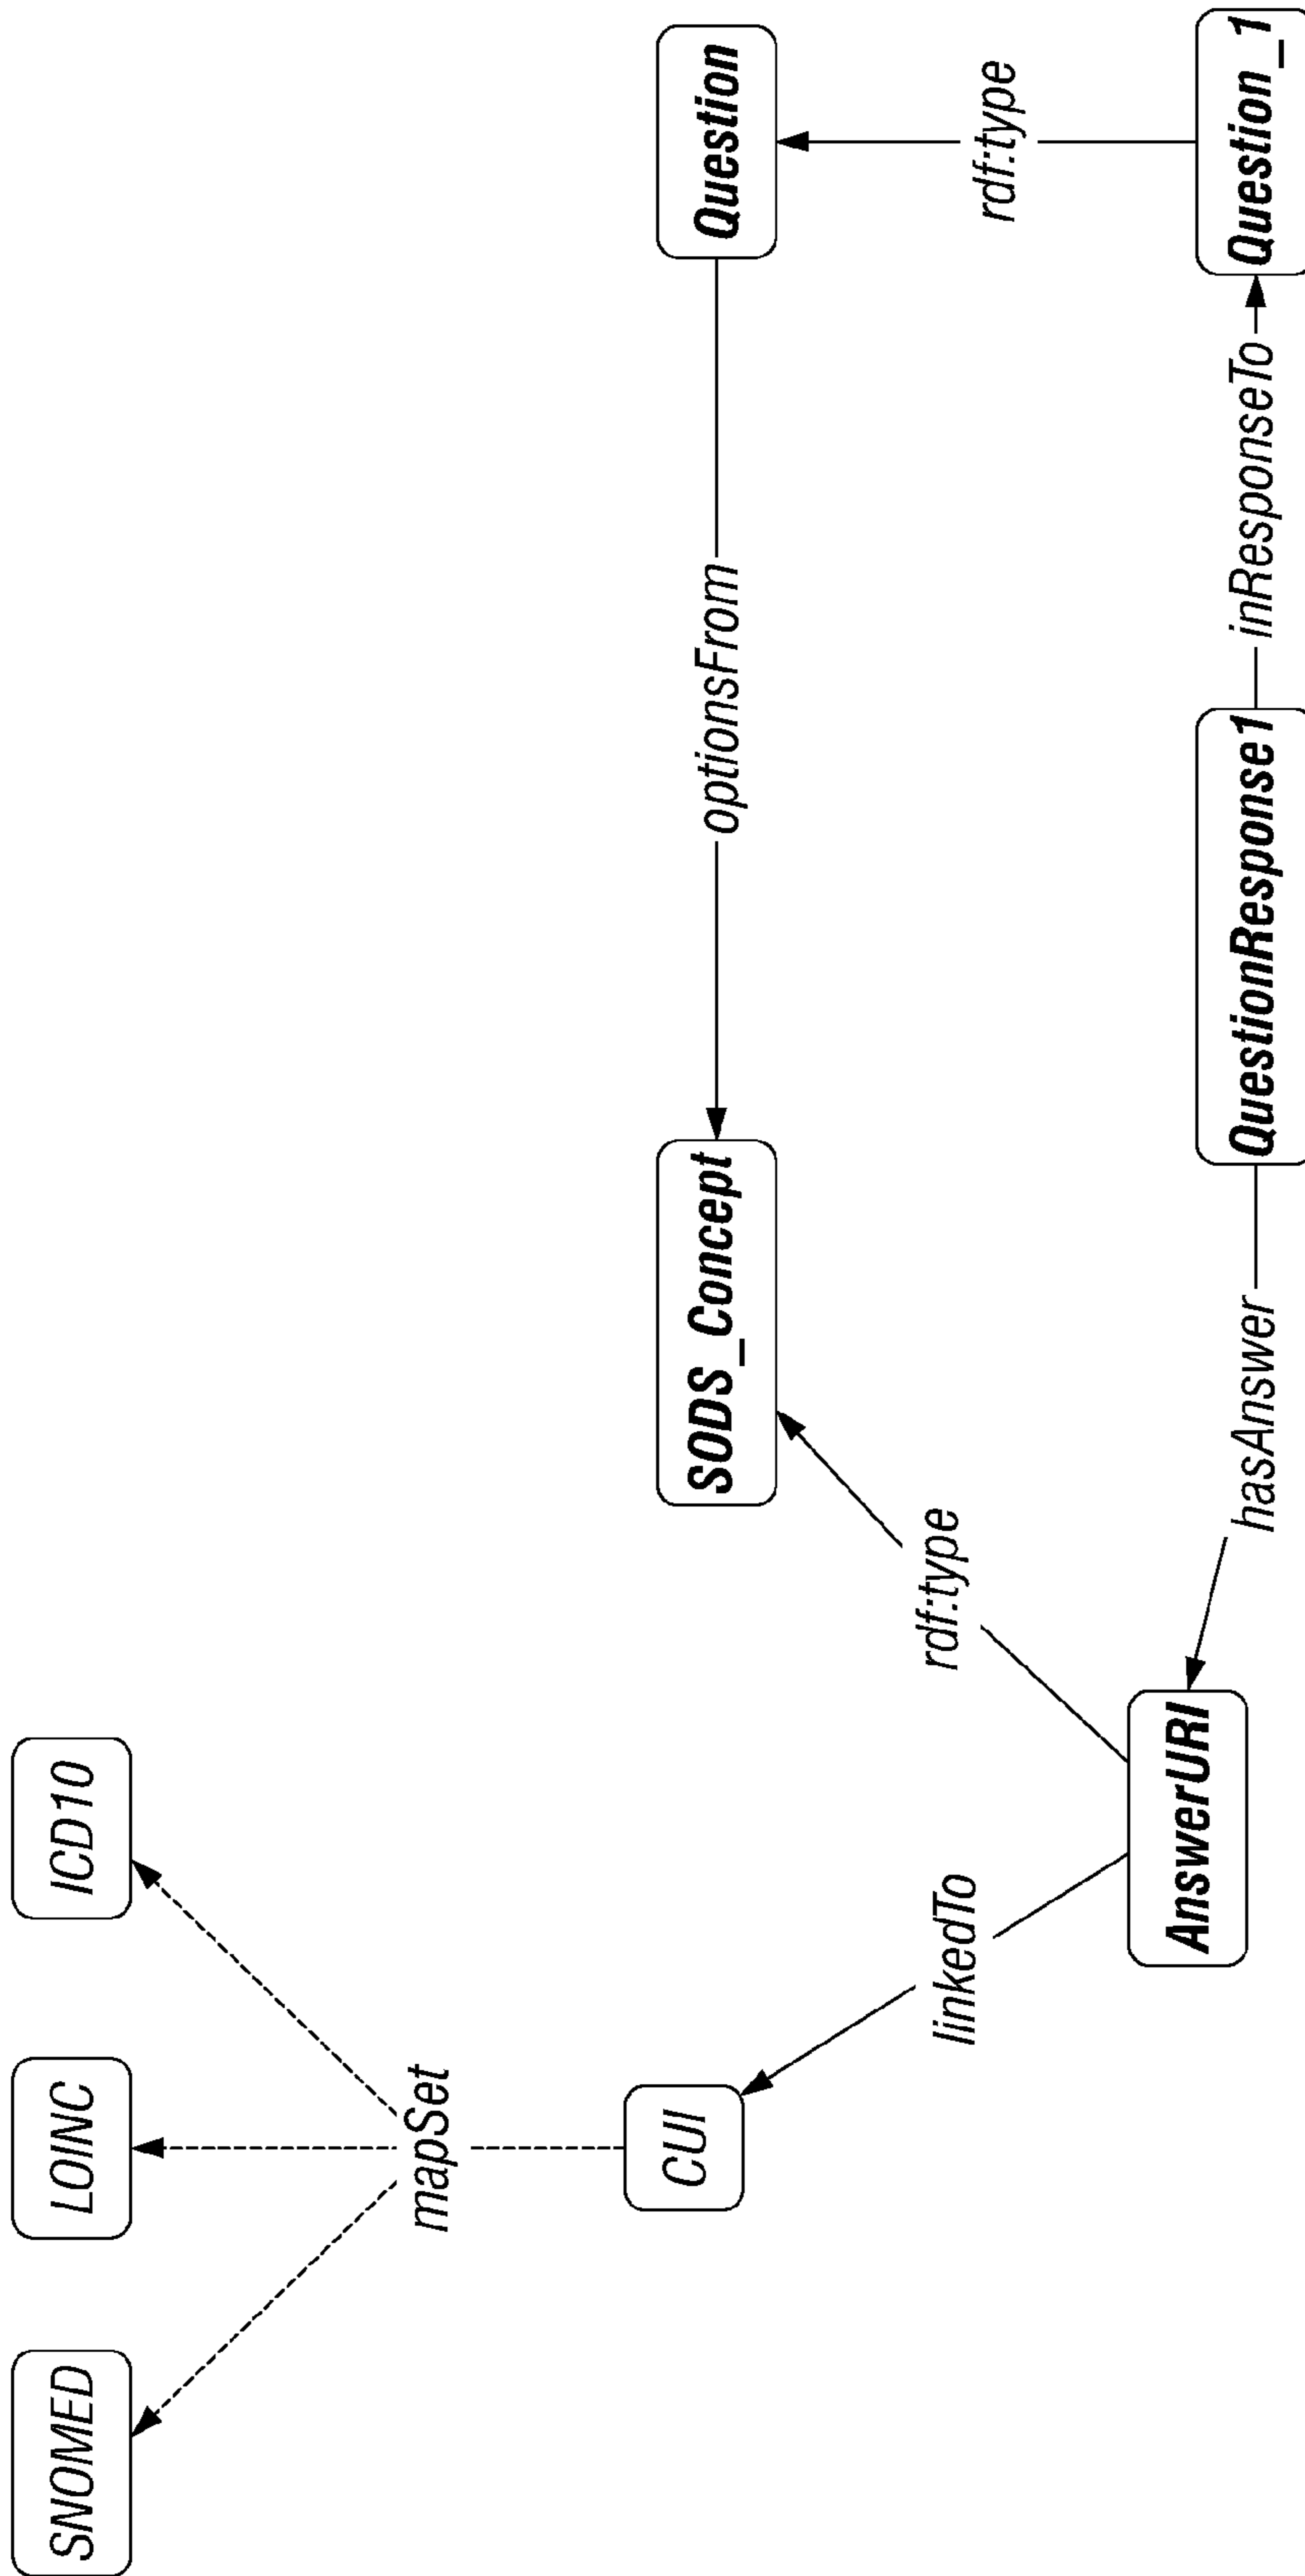 SNOMED
LOINC
ICD10
mapSet
CUI
SODS_Concept
optionsFrom
Question
linkedTo
rdf:type
rdf:type
AnswerURI
hasAnswer
QuestionResponse1
inResponseTo
Question_1